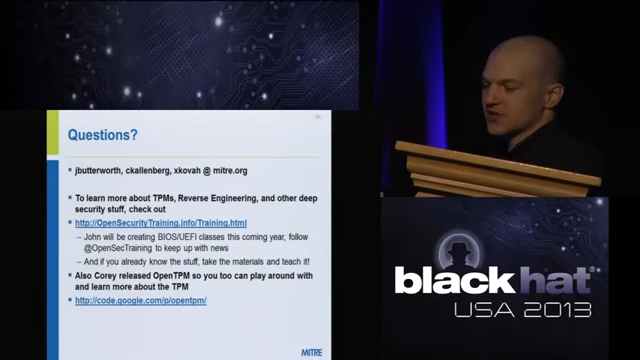 Questions?
jbutterworth, ckallenberg, xkovah @ mitre.org
To learn more about TPMs, Reverse Engineering, and other deep
security stuff, check out
http://OpenSecurityTraining.info/Training.html
– John will be creating BIOS/UEFI classes this coming year, follow
@OpenSecTraining to keep up with news
– And if you already know the stuff, take the materials and teach it!
Also Corey released OpenTPM so you too can play around with
and learn more about the TPM
http://code.google.com/p/opentpm/
MITRE
black hat®
USA 2013